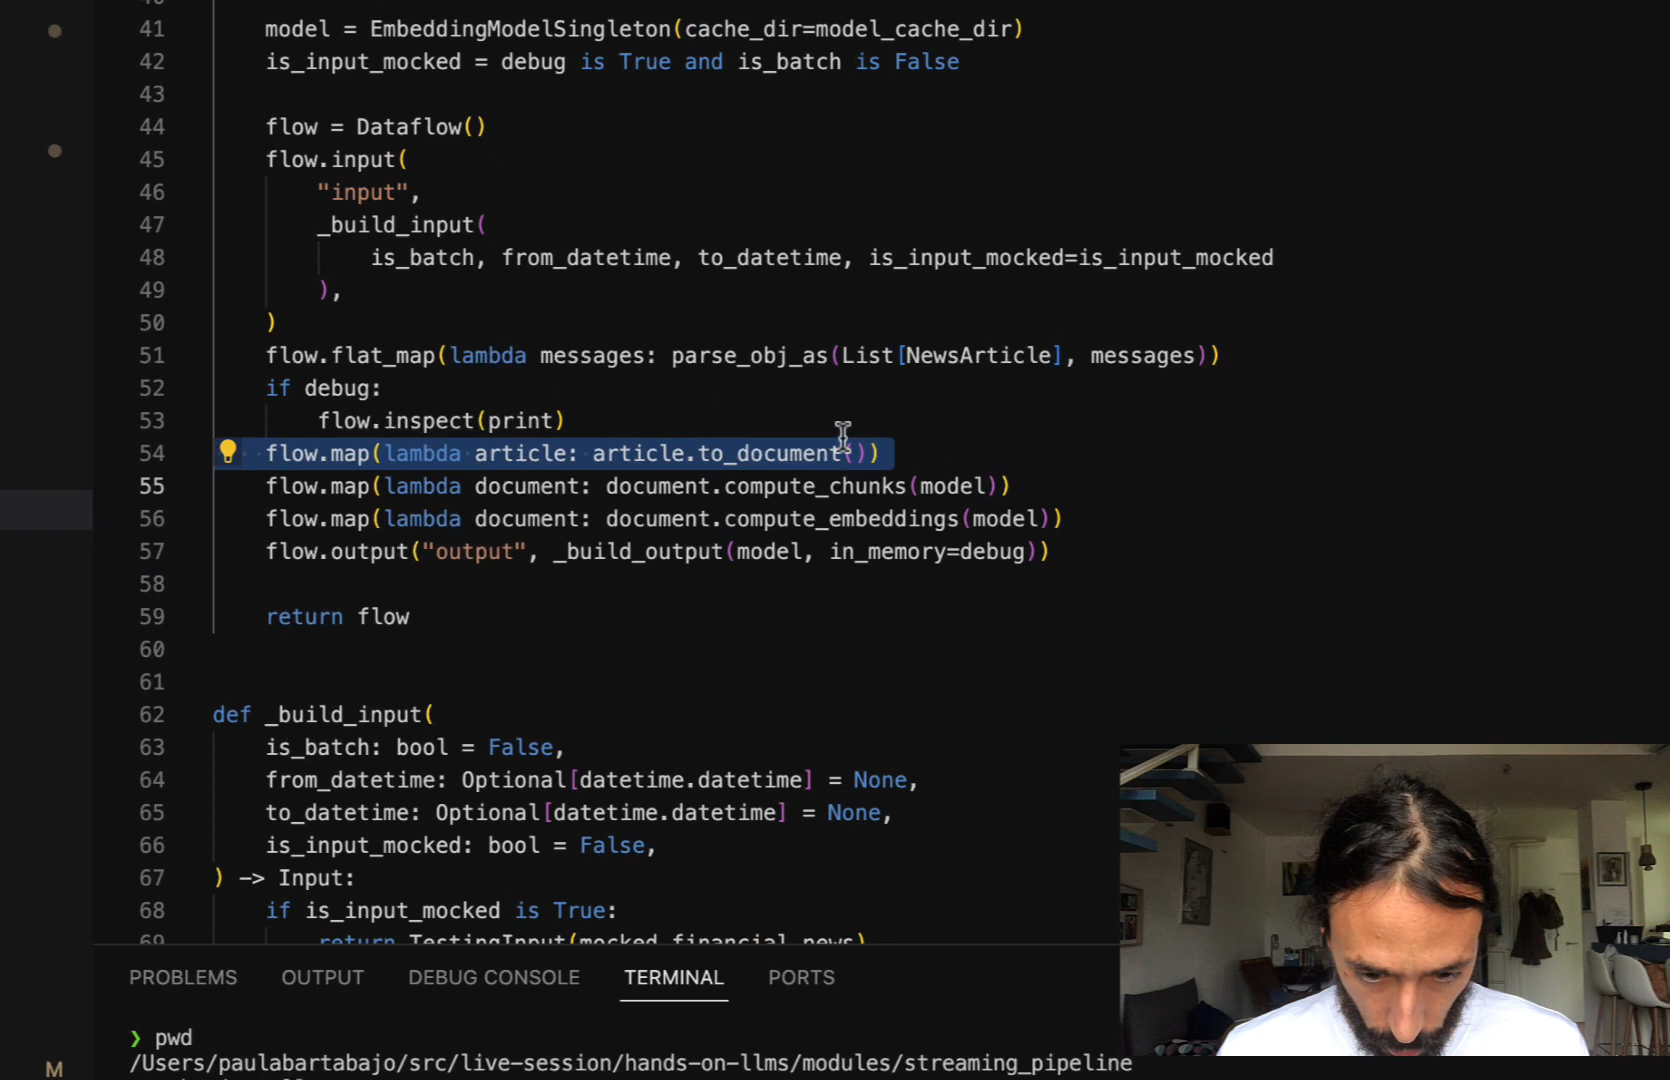 41 model = EmbeddingModelSingleton(cache_dir=model_cache_dir)
42 is_input_mocked = debug is True and is_batch is False
43
44 flow = Dataflow()
45 flow.input(
46 "input",
47 _build_input(
48 is_batch, from_datetime, to_datetime, is_input_mocked=is_input_mocked
49 ),
50 )
51 flow.flat_map(lambda messages: parse_obj_as(List[NewsArticle], messages))
52 if debug:
53 flow.inspect(print)
54 flow.map(lambda article: article.to_document())
55 flow.map(lambda document: document.compute_chunks(model))
56 flow.map(lambda document: document.compute_embeddings(model))
57 flow.output("output", _build_output(model, in_memory=debug))
58
59 return flow
60
61
62 def _build_input(
63 is_batch: bool = False,
64 from_datetime: Optional[datetime.datetime] = None,
65 to_datetime: Optional[datetime.datetime] = None,
66 is_input_mocked: bool = False,
67 ) -> Input:
68 if is_input_mocked is True:
69 return TestingInput(mocked_financial_news)
PROBLEMS OUTPUT DEBUG CONSOLE TERMINAL PORTS
❯ pwd
/Users/paulabartabajo/src/live-session/hands-on-llms/modules/streaming_pipeline
M